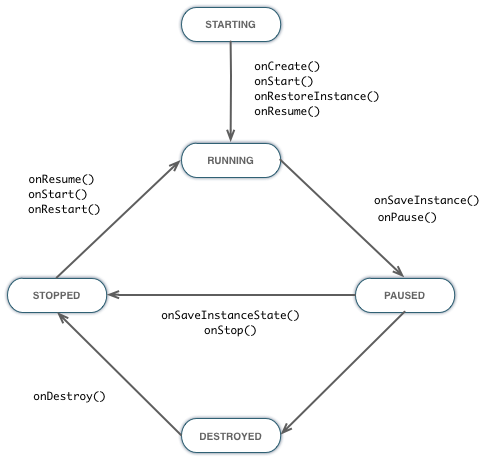 STARTING
onCreate()
onStart()
onRestoreInstance()
onResume()
RUNNING
onResume()
onStart()
onRestart()
onSaveInstance()
onPause()
STOPPED
PAUSED
onSaveInstanceState()
onStop()
onDestroy()
DESTROYED